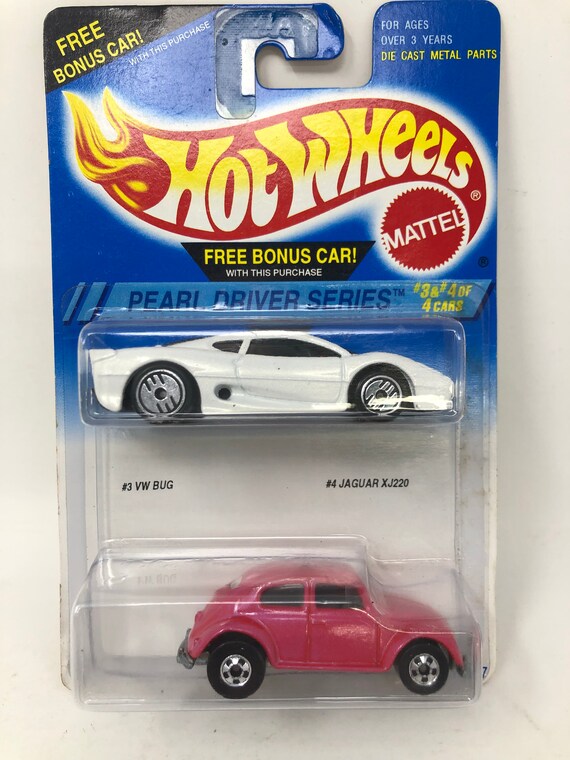 FREE
BONUS CAR!
WITH THIS PURCHASE
FOR AGES
OVER 3 YEARS
DIE CAST METAL PARTS
HOT WHEELS®
MATTEL
®
FREE BONUS CAR!
WITH THIS PURCHASE
PEARL DRIVER SERIES™
#3&#4 OF
4 CARS
#3 VW BUG
#4 JAGUAR XJ220